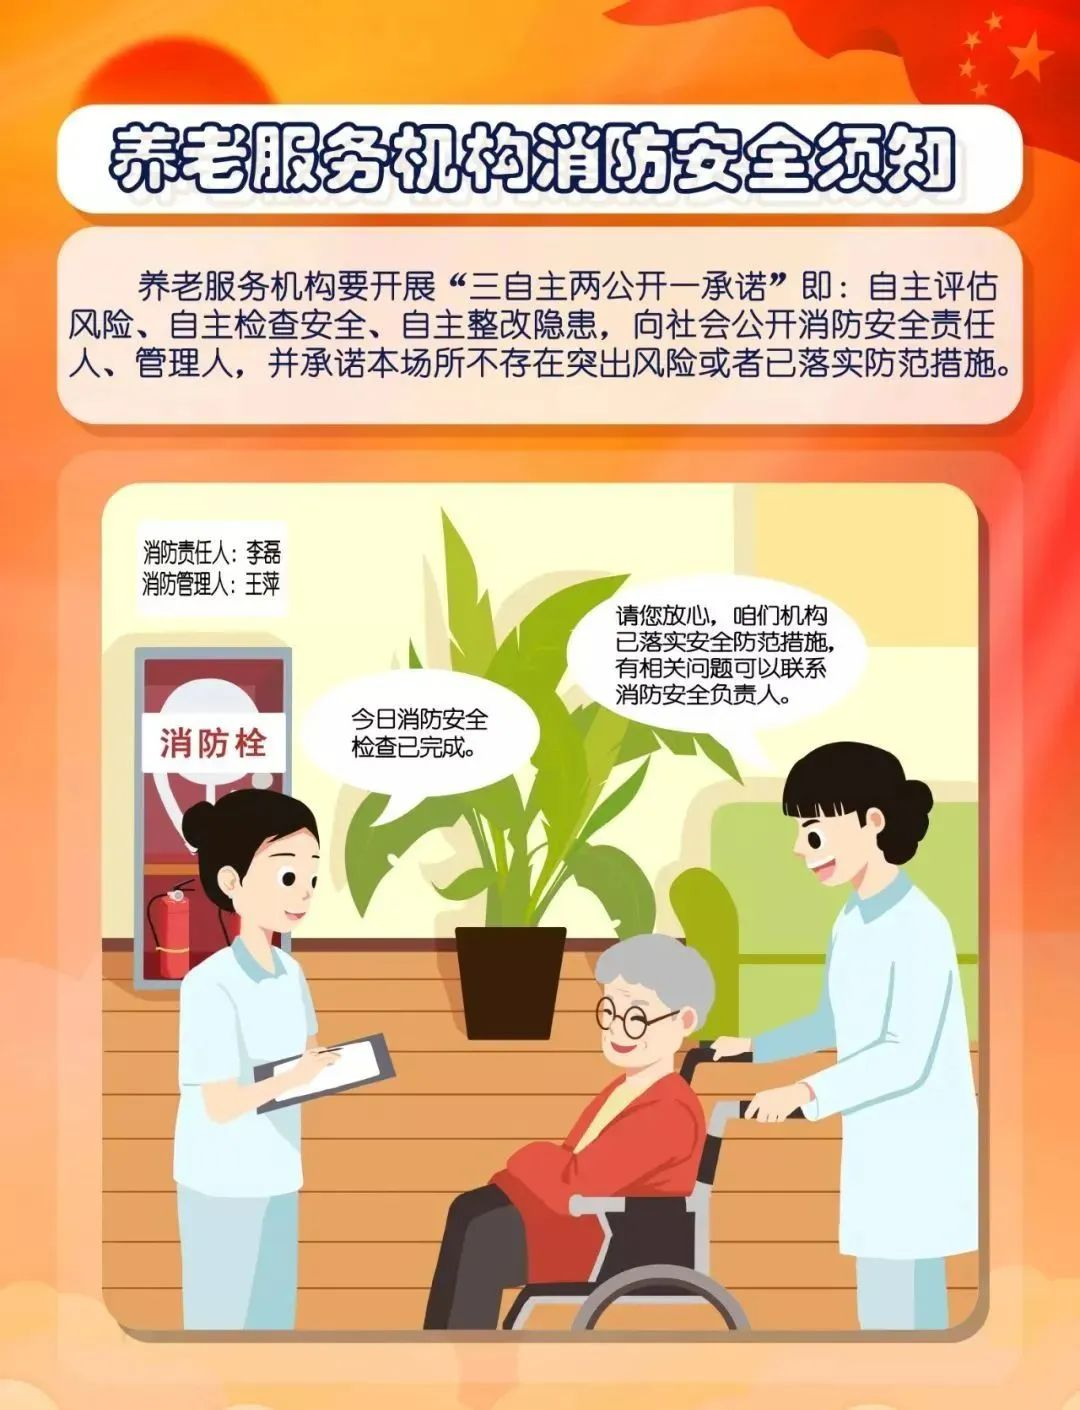 养老服务机构消防安全须知
养老服务机构要开展“三自主两公开一承诺”即：自主评估
风险、自主检查安全、自主整改隐患，向社会公开消防安全责任
人、管理人，并承诺本场所不存在突出风险或者已落实防范措施。
消防责任人：李磊
消防管理人：王萍
请您放心，咱们机构
已落实安全防范措施，
有相关问题可以联系
消防安全负责人。
今日消防安全
检查已完成。
消防栓